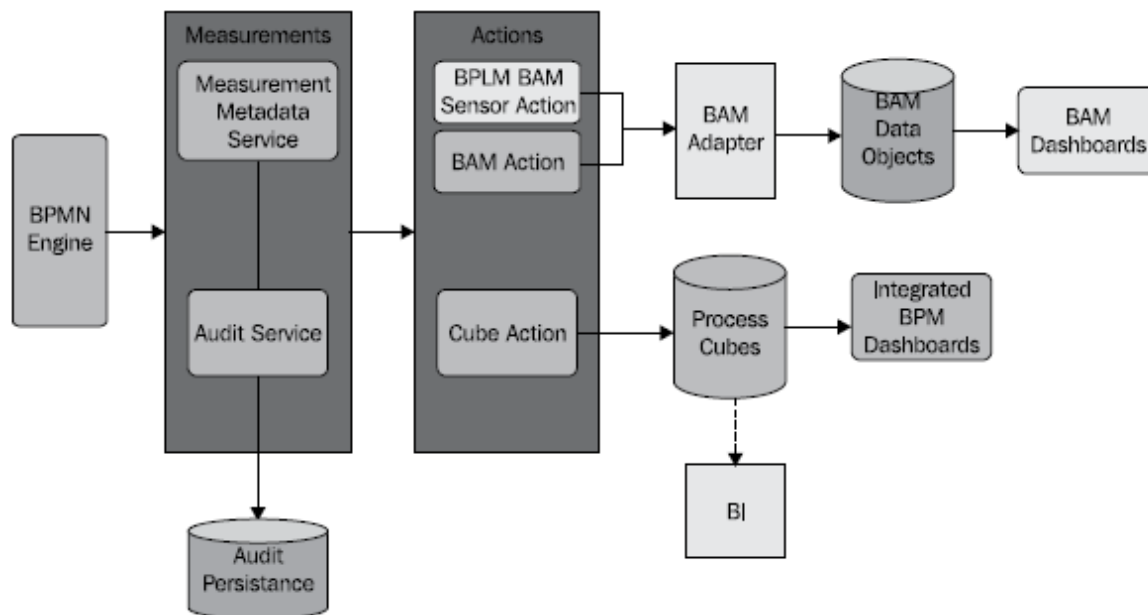 Measurements
Measurement
Metadata
Service
Audit Service
BPMN
Engine
Audit
Persistance
Actions
BPLM BAM
Sensor Action
BAM Action
Cube Action
BAM
Adapter
BAM
Data
Objects
BAM
Dashboards
Process
Cubes
Integrated
BPM
Dashboards
BI